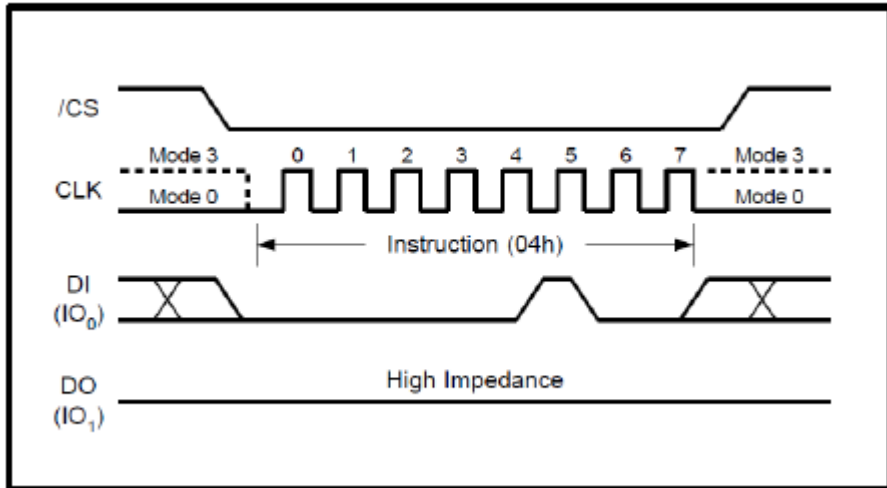 /CS
Mode 3 0 1 2 3 4 5 6 7 Mode 3
CLK
Mode 0 Mode 0
Instruction (04h)
DI
(IO₀)
High Impedance
DO
(IO₁)